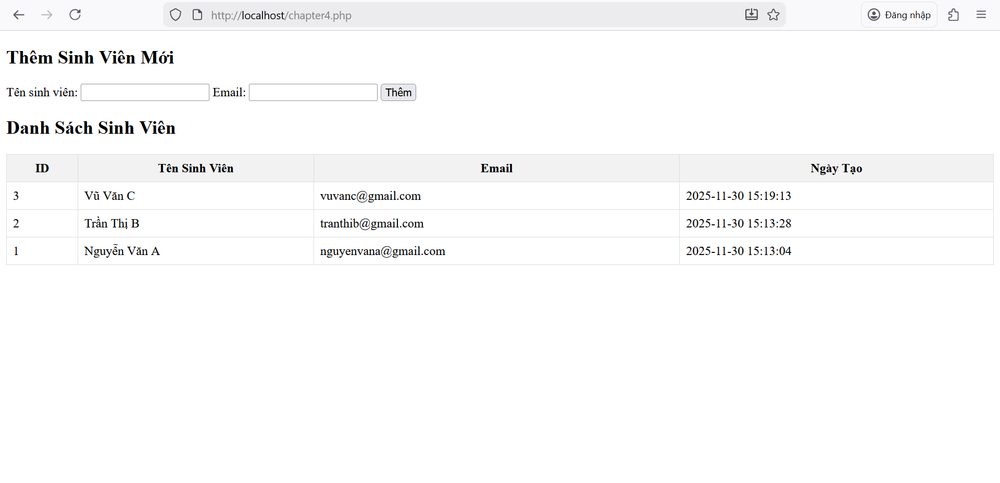 http://localhost/chapter4.php Đăng nhập
Thêm Sinh Viên Mới
Tên sinh viên: Email: Thêm
Danh Sách Sinh Viên
ID Tên Sinh Viên Email Ngày Tạo
3 Vũ Văn C vuvanc@gmail.com 2025-11-30 15:19:13
2 Trần Thị B tranthib@gmail.com 2025-11-30 15:13:28
1 Nguyễn Văn A nguyenvana@gmail.com 2025-11-30 15:13:04